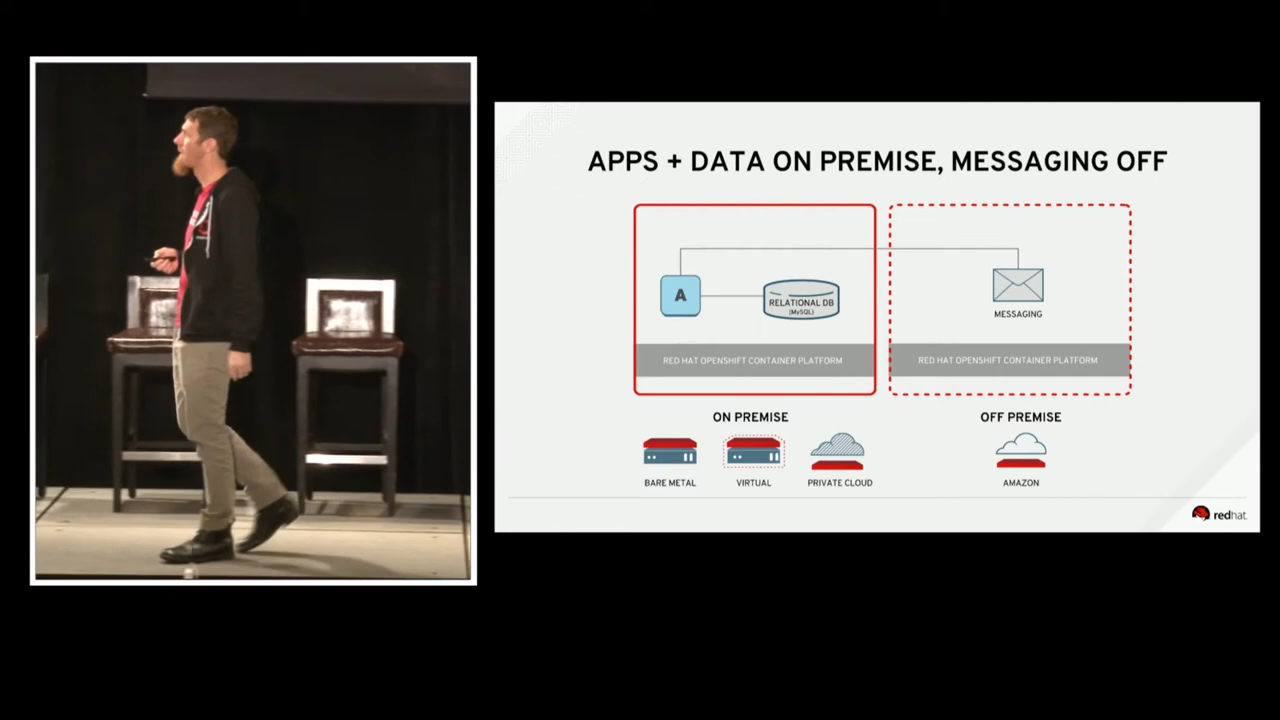 APPS + DATA ON PREMISE, MESSAGING OFF
A
RELATIONAL DB
(MySQL)
MESSAGING
RED HAT OPENSHIFT CONTAINER PLATFORM
RED HAT OPENSHIFT CONTAINER PLATFORM
ON PREMISE
OFF PREMISE
BARE METAL
VIRTUAL
PRIVATE CLOUD
AMAZON
redhat.